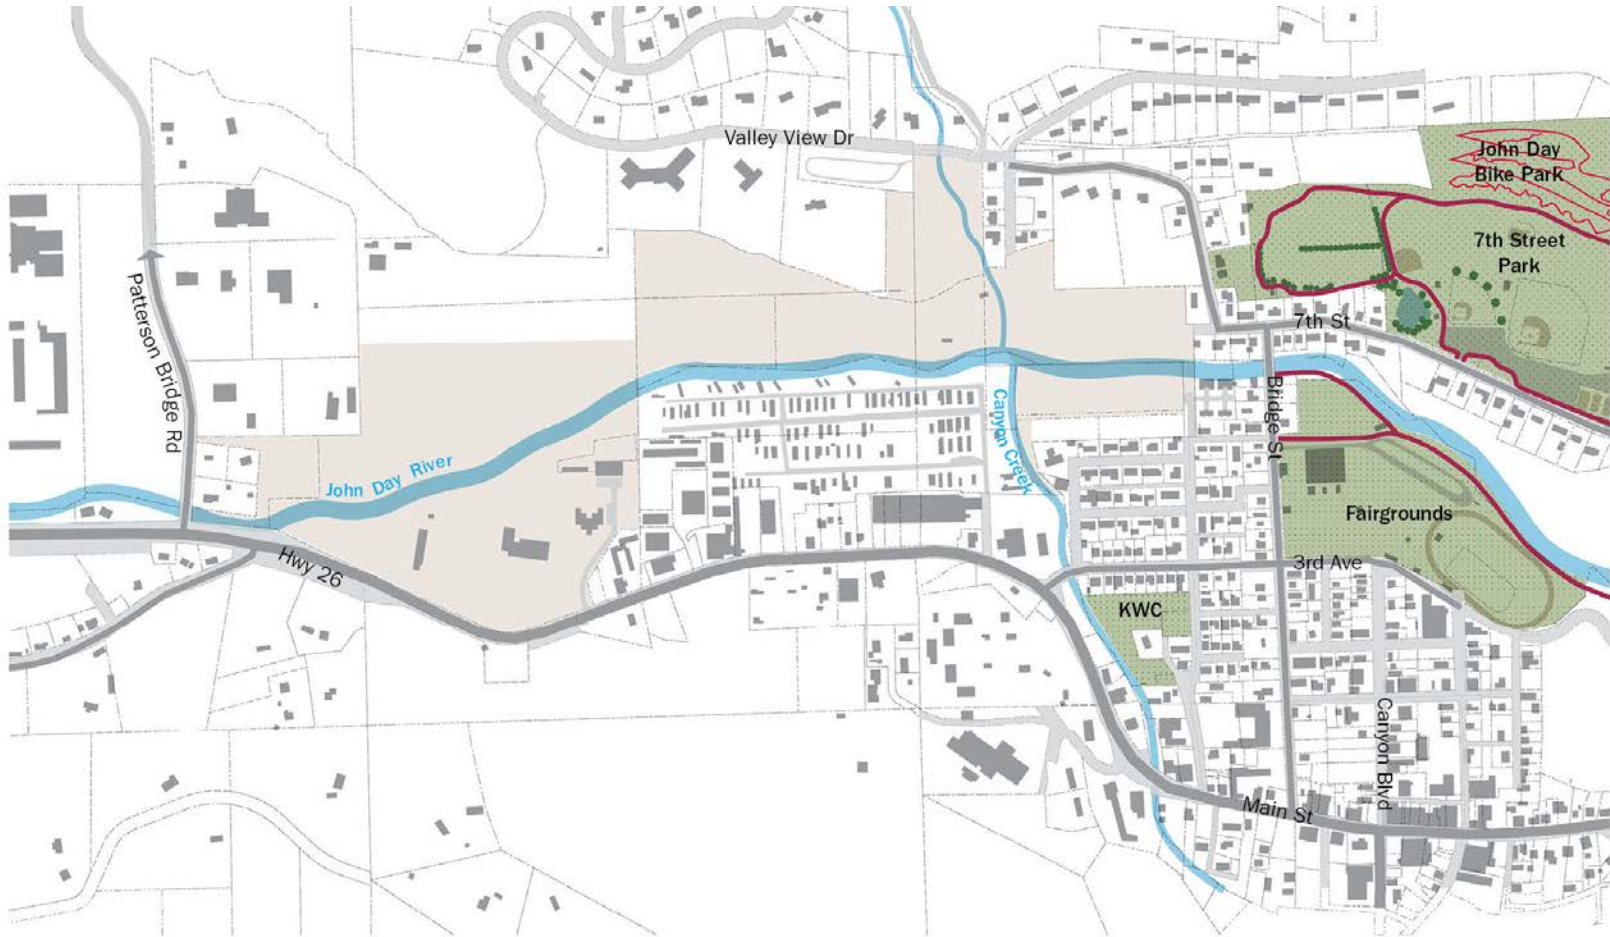 Valley View Dr
John Day
Bike Park
7th Street
Park
Patterson Bridge Rd
7th St
Bridge St
Canyon Creek
John Day River
Fairgrounds
Hwy 26
3rd Ave
KWC
Canyon Blvd
Main St